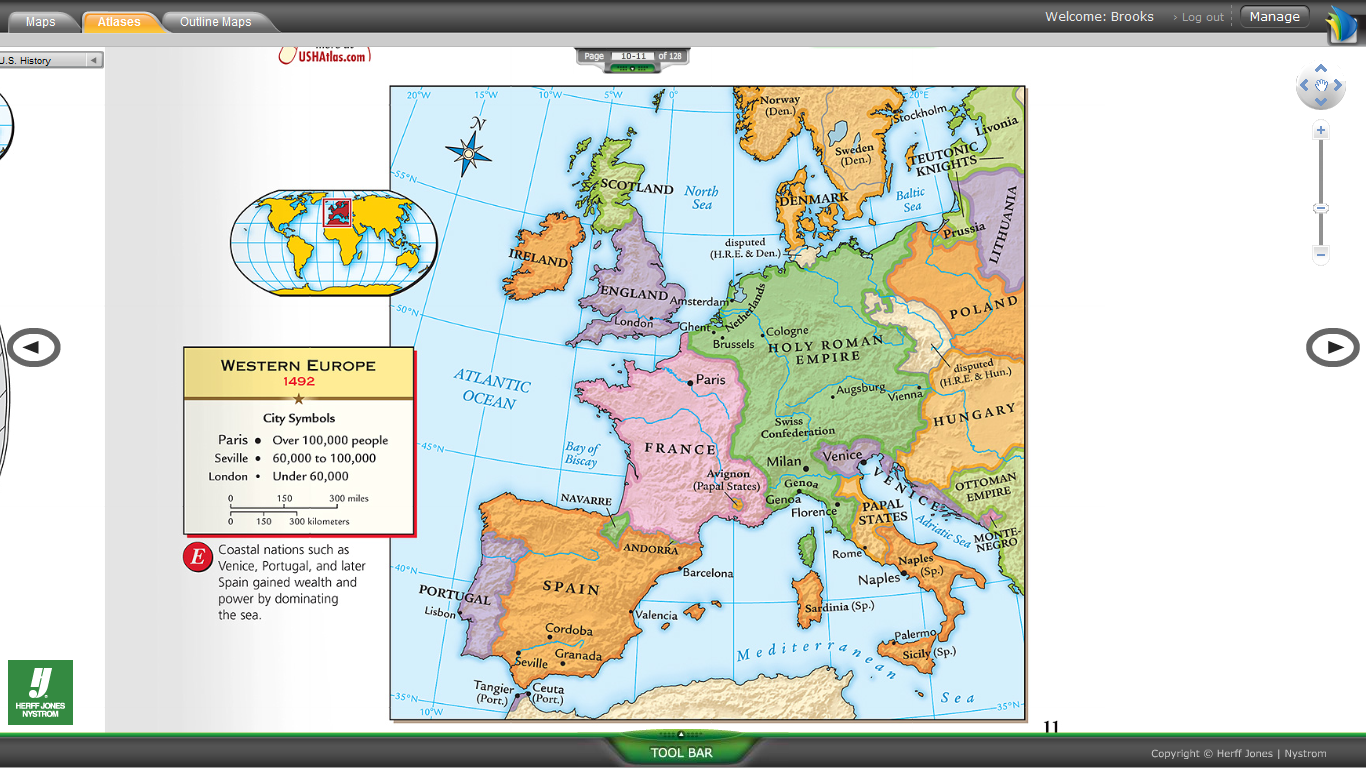 Maps
Atlases
Outline Maps
Welcome: Brooks
› Log out
Manage
U.S. History
more at
USHAtlas.com
Page 10-11 of 128
20°W
15°W
10°W
5°W
0°
20°E
N
Norway
(Den.)
Sweden
(Den.)
Stockholm
Livonia
TEUTONIC
KNIGHTS
55°N
SCOTLAND
North
Sea
DENMARK
Baltic
Sea
LITHUANIA
Prussia
IRELAND
disputed
(H.R.E. & Den.)
ENGLAND
Amsterdam
Netherlands
POLAND
50°N
London
Ghent
Brussels
Cologne
HOLY ROMAN
EMPIRE
disputed
(H.R.E. & Hun.)
ATLANTIC
OCEAN
Paris
Augsburg
Vienna
HUNGARY
Swiss
Confederation
45°N
Bay of
Biscay
FRANCE
Milan
Venice
VENICE
Avignon
(Papal States)
Genoa
Genoa
OTTOMAN
EMPIRE
NAVARRE
Florence
PAPAL
STATES
Adriatic Sea
MONTE-
NEGRO
ANDORRA
Rome
Naples
(Sp.)
Naples
40°N
Barcelona
SPAIN
PORTUGAL
Lisbon
Valencia
Sardinia (Sp.)
Cordoba
Seville
Granada
Palermo
Sicily (Sp.)
Mediterranean
Sea
Tangier
(Port.)
Ceuta
(Port.)
35°N
10°W
35°N
WESTERN EUROPE
1492
City Symbols
Paris • Over 100,000 people
Seville • 60,000 to 100,000
London • Under 60,000
0 150 300 miles
0 150 300 kilometers
E
Coastal nations such as
Venice, Portugal, and later
Spain gained wealth and
power by dominating
the sea.
HERFF JONES
NYSTROM
11
TOOL BAR
Copyright © Herff Jones | Nystrom